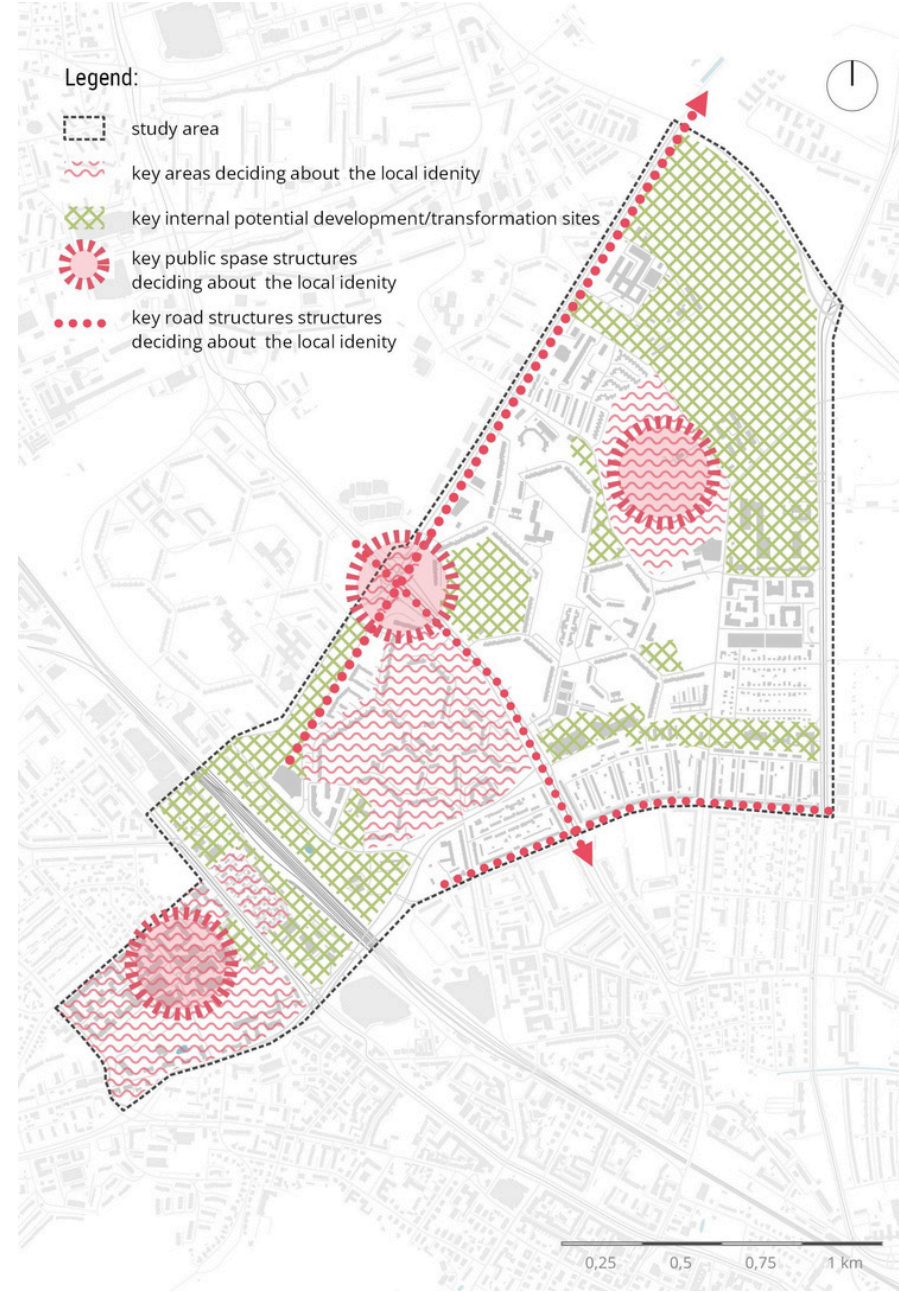 Legend:
study area
key areas deciding about the local idenity
key internal potential development/transformation sites
key public spase structures
deciding about the local idenity
key road structures structures
deciding about the local idenity
0,25 0,5 0,75 1 km